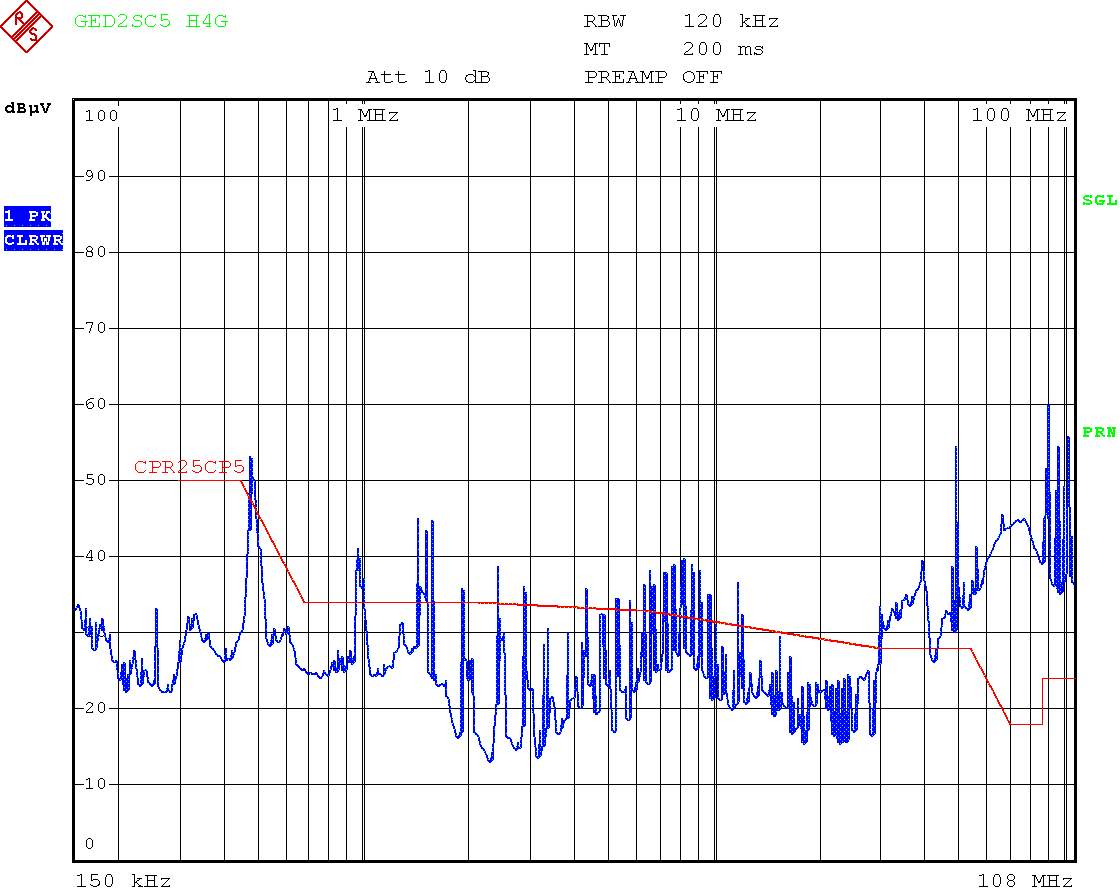 R S
GED2SC5 H4G
RBW 120 kHz
MT 200 ms
Att 10 dB PREAMP OFF
dBµV
100 1 MHz 10 MHz 100 MHz
90
SGL
1 PK
CLRWR
80
70
60
PRN
CPR25CP5
50
40
30
20
10
0
150 kHz 108 MHz